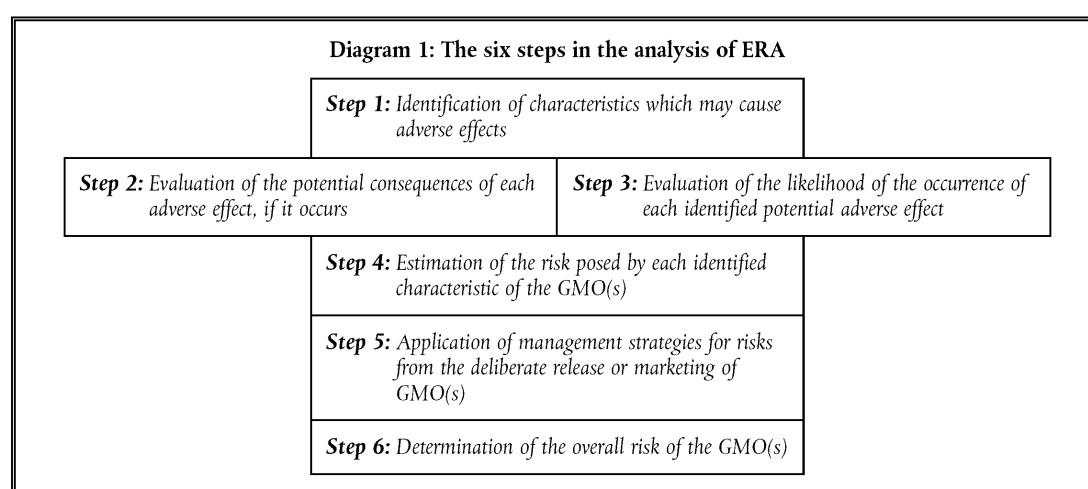 Diagram 1: The six steps in the analysis of ERA
Step 1: Identification of characteristics which may cause
adverse effects
Step 2: Evaluation of the potential consequences of each
adverse effect, if it occurs
Step 3: Evaluation of the likelihood of the occurrence of
each identified potential adverse effect
Step 4: Estimation of the risk posed by each identified
characteristic of the GMO(s)
Step 5: Application of management strategies for risks
from the deliberate release or marketing of
GMO(s)
Step 6: Determination of the overall risk of the GMO(s)